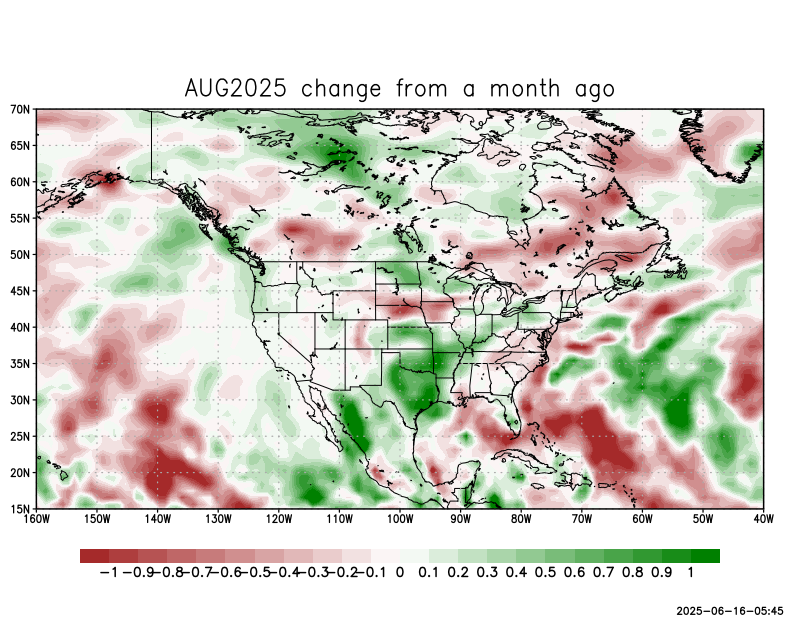 AUG2025 change from a month ago
70N
65N
60N
55N
50N
45N
40N
35N
30N
25N
20N
15N
160W 150W 140W 130W 120W 110W 100W 90W 80W 70W 60W 50W 40W
-1 -0.9 -0.8 -0.7 -0.6 -0.5 -0.4 -0.3 -0.2 -0.1 0 0.1 0.2 0.3 0.4 0.5 0.6 0.7 0.8 0.9 1
2025-06-16-05:45